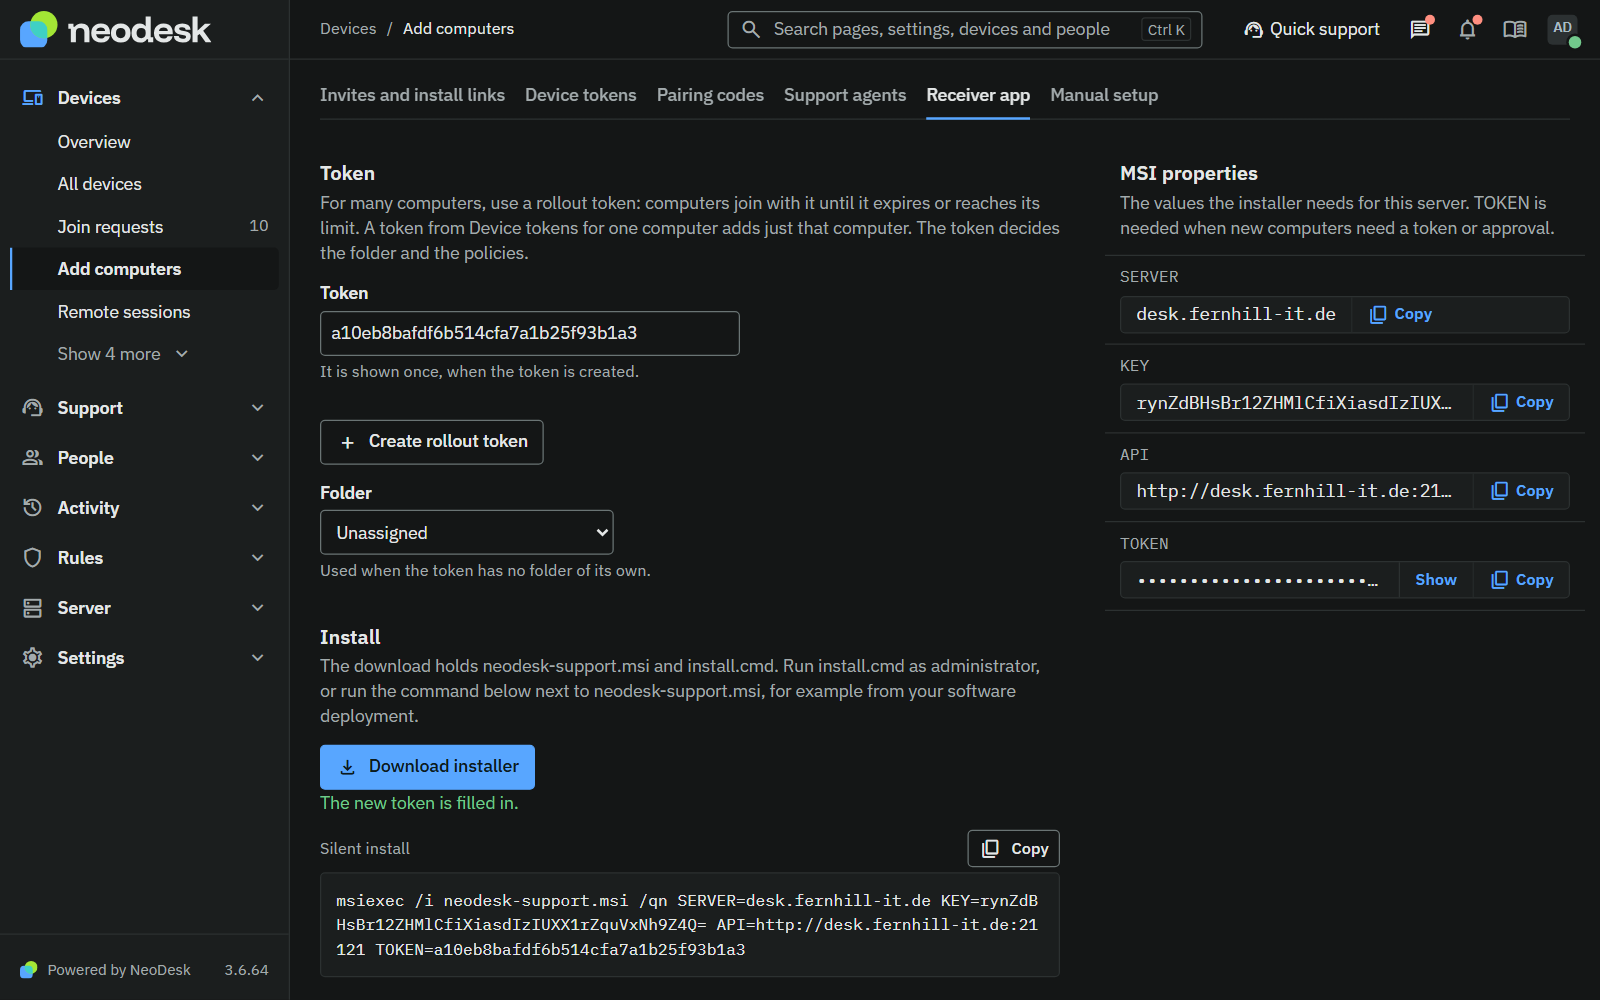 neodesk
Devices / Add computers
Search pages, settings, devices and people
Ctrl K
Quick support
AD
Devices
Overview
All devices
Join requests
10
Add computers
Remote sessions
Show 4 more
Support
People
Activity
Rules
Server
Settings
Powered by NeoDesk
3.6.64
Invites and install links
Device tokens
Pairing codes
Support agents
Receiver app
Manual setup
Token
For many computers, use a rollout token: computers join with it until it expires or reaches its
limit. A token from Device tokens for one computer adds just that computer. The token decides
the folder and the policies.
Token
a10eb8bafdf6b514cfa7a1b25f93b1a3
It is shown once, when the token is created.
+ Create rollout token
Folder
Unassigned
Used when the token has no folder of its own.
Install
The download holds neodesk-support.msi and install.cmd. Run install.cmd as administrator,
or run the command below next to neodesk-support.msi, for example from your software
deployment.
Download installer
The new token is filled in.
Silent install
Copy
msiexec /i neodesk-support.msi /qn SERVER=desk.fernhill-it.de KEY=rynZdB
HsBr12ZHMlCfiXiasdIzIUXX1rZquVxNh9Z4Q= API=http://desk.fernhill-it.de:21
121 TOKEN=a10eb8bafdf6b514cfa7a1b25f93b1a3
MSI properties
The values the installer needs for this server. TOKEN is
needed when new computers need a token or approval.
SERVER
desk.fernhill-it.de
Copy
KEY
rynZdBHsBr12ZHMlCfiXiasdIzIUX…
Copy
API
http://desk.fernhill-it.de:21…
Copy
TOKEN
••••••••••••••••••••••…
Show
Copy